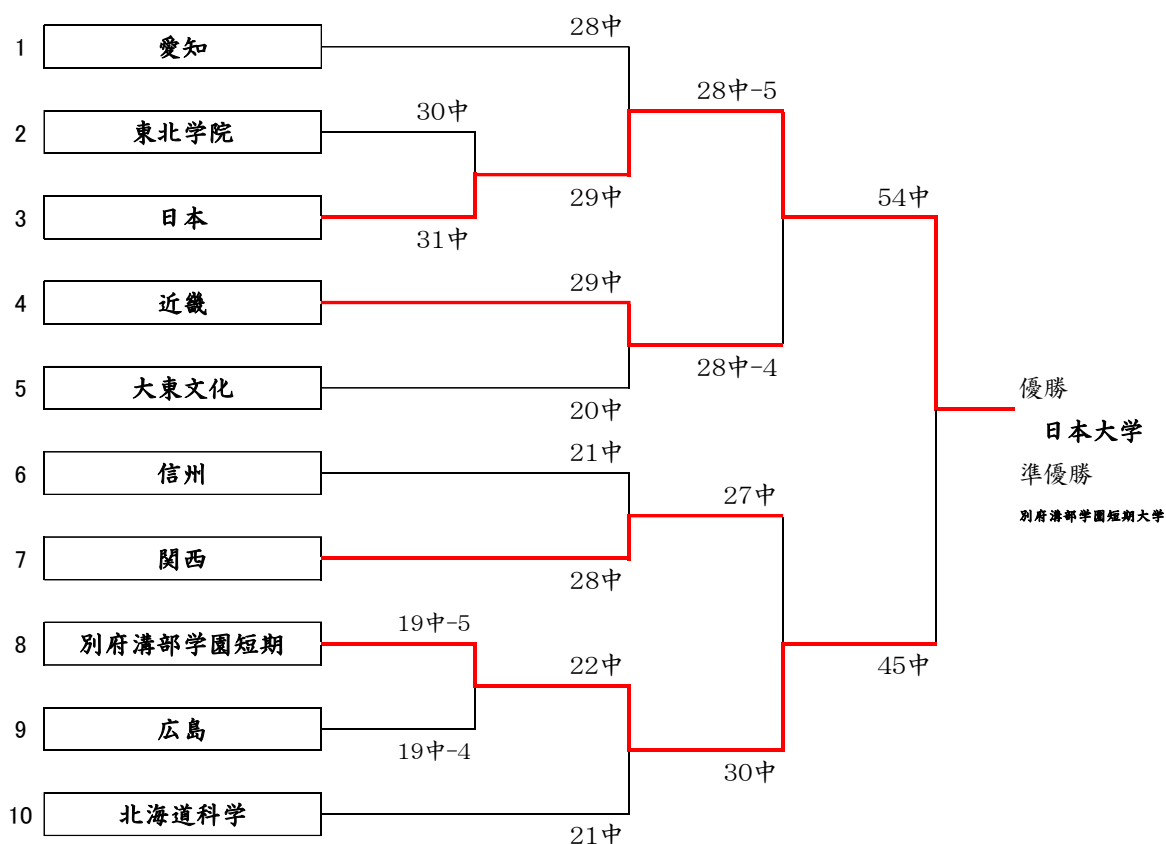 28中
1 愛知
28中-5
30中
2 東北学院
29中
54中
3 日本
31中
29中
4 近畿
28中-4
5 大東文化
20中
優勝
日本大学
準優勝
別府溝部学園短期大学
21中
6 信州
27中
7 関西
28中
19中-5
8 別府溝部学園短期
22中
45中
9 広島
19中-4
30中
10 北海道科学
21中